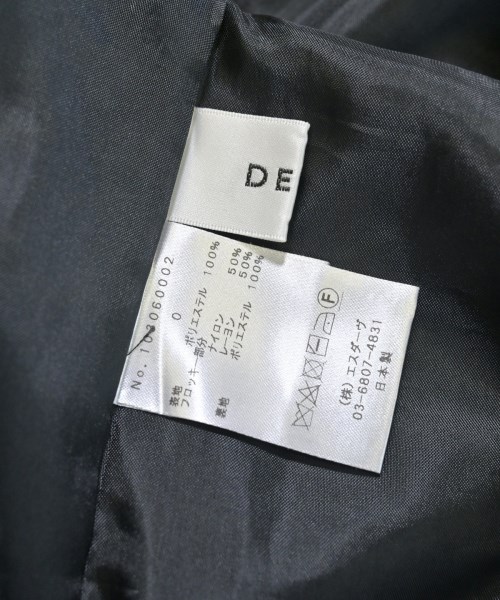 DE
No. 103060002
0
表地 ポリエステル 100%
フロッキー部分 ナイロン 50%
レーヨン 50%
裏地 ポリエステル 100%
F
(株)エスダーヴ
03-6807-4831
日本製